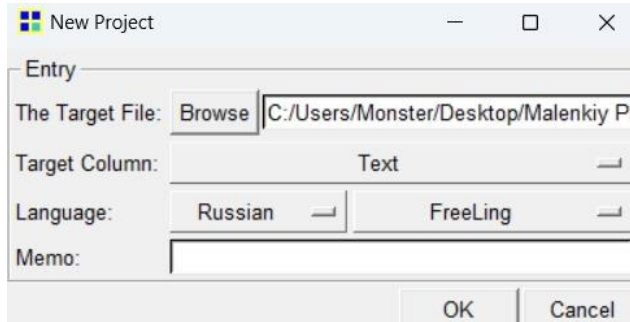 New Project
Entry
The Target File: Browse C:/Users/Monster/Desktop/Malenkiy P
Target Column: Text
Language: Russian FreeLing
Memo:
OK Cancel